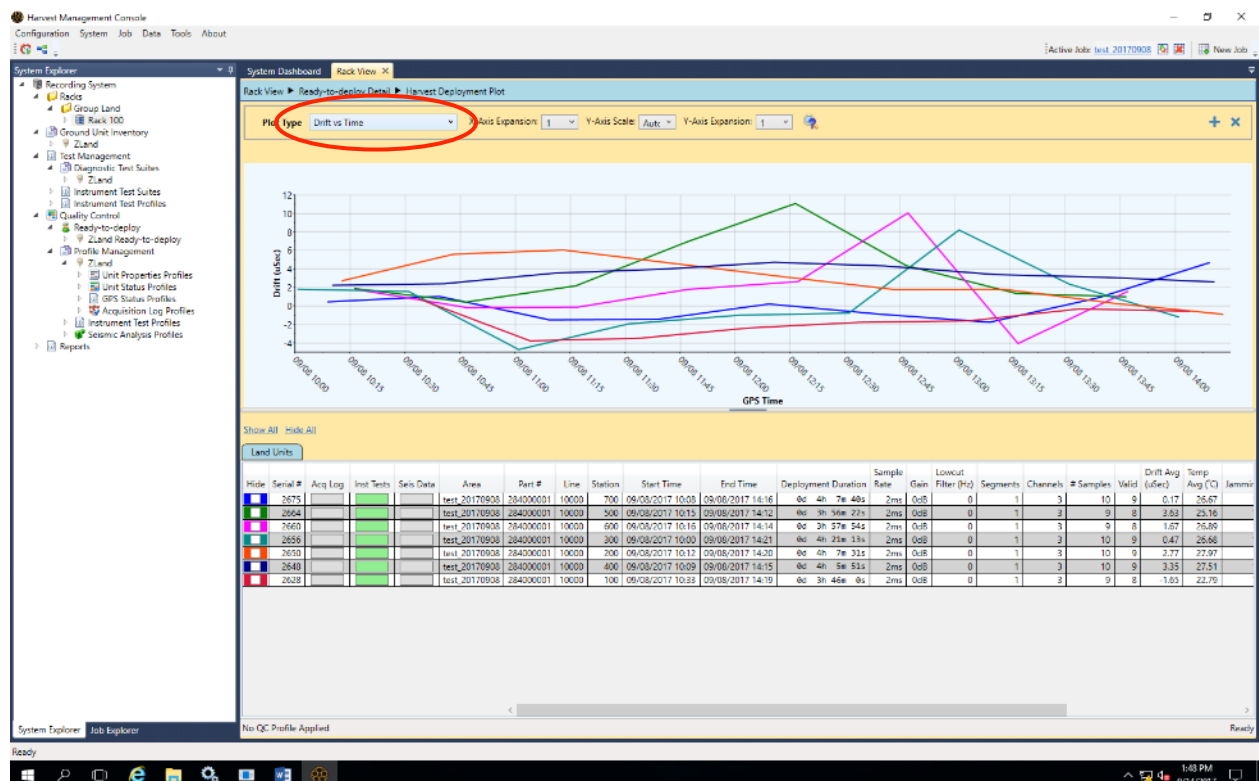 Harvest Management Console
Configuration System Job Data Tools About
Active Job: test_20170908 New Job
System Explorer
Recording System
Racks
Group Land
Rack 100
Ground Unit Inventory
ZLand
Test Management
Diagnostic Test Suites
ZLand
Instrument Test Suites
Instrument Test Profiles
Quality Control
Ready-to-deploy
ZLand Ready-to-deploy
Profile Management
ZLand
Unit Properties Profiles
Unit Status Profiles
GPS Status Profiles
Acquisition Log Profiles
Instrument Test Profiles
Seismic Analysis Profiles
Reports
System Explorer Job Explorer
System Dashboard Rack View
Rack View Ready-to-deploy Detail Harvest Deployment Plot
Plot Type Drift vs Time X-Axis Expansion: 1 Y-Axis Scale: Auto Y-Axis Expansion: 1
Drift (uSec)
12
10
8
6
4
2
0
-2
-4
09/08 10:00 09/08 10:15 09/08 10:30 09/08 10:45 09/08 11:00 09/08 11:15 09/08 11:30 09/08 11:45 09/08 12:00 09/08 12:15 09/08 12:30 09/08 12:45 09/08 13:00 09/08 13:15 09/08 13:30 09/08 13:45 09/08 14:00
GPS Time
Show All Hide All
Land Units
Hide Serial # Acq Log Inst Tests Seis Data Area Part # Line Station Start Time End Time Deployment Duration Sample Rate Gain Lowcut Filter (Hz) Segments Channels # Samples Valid Drift Avg (uSec) Temp Avg (˚C) Jammin
2675 test_20170908 284000001 10000 700 09/08/2017 10:08 09/08/2017 14:16 0d 4h 7m 40s 2ms 0dB 0 1 3 10 9 0.17 26.67
2664 test_20170908 284000001 10000 500 09/08/2017 10:15 09/08/2017 14:12 0d 3h 56m 22s 2ms 0dB 0 1 3 9 8 3.63 25.16
2660 test_20170908 284000001 10000 600 09/08/2017 10:16 09/08/2017 14:14 0d 3h 57m 54s 2ms 0dB 0 1 3 9 8 1.67 26.89
2656 test_20170908 284000001 10000 300 09/08/2017 10:00 09/08/2017 14:21 0d 4h 21m 13s 2ms 0dB 0 1 3 10 9 0.47 26.68
2650 test_20170908 284000001 10000 200 09/08/2017 10:12 09/08/2017 14:20 0d 4h 7m 31s 2ms 0dB 0 1 3 10 9 2.77 27.97
2648 test_20170908 284000001 10000 400 09/08/2017 10:09 09/08/2017 14:15 0d 4h 5m 51s 2ms 0dB 0 1 3 10 9 3.35 27.51
2628 test_20170908 284000001 10000 100 09/08/2017 10:33 09/08/2017 14:19 0d 3h 46m 0s 2ms 0dB 0 1 3 9 8 -1.65 22.79
No QC Profile Applied Ready
Ready
1:48 PM